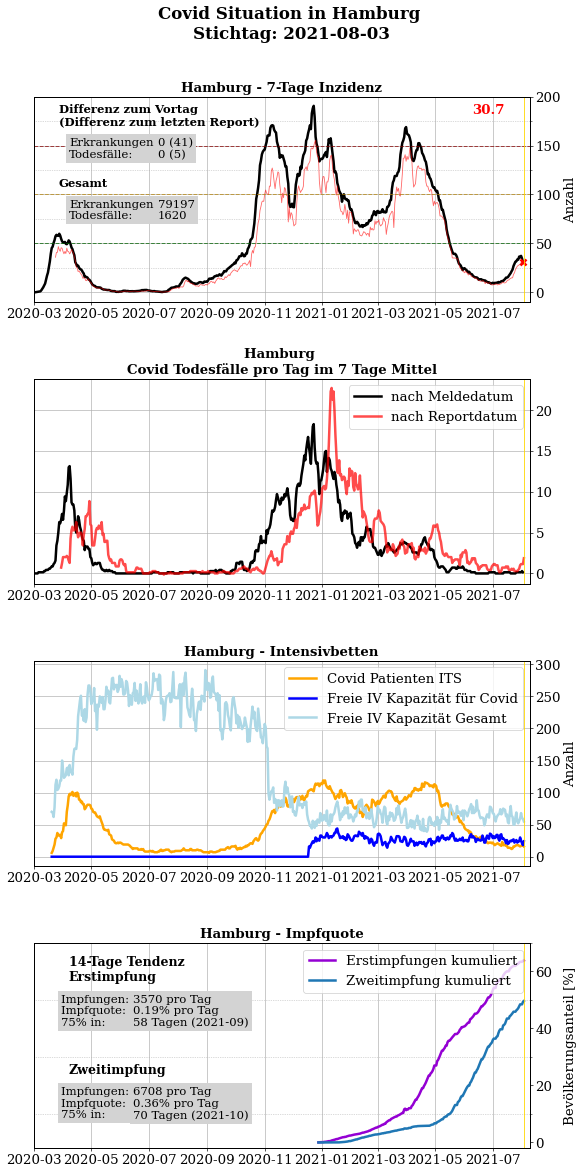 Covid Situation in Hamburg
Stichtag: 2021-08-03
Hamburg - 7-Tage Inzidenz
Differenz zum Vortag
(Differenz zum letzten Report)
Erkrankungen 0 (41)
Todesfälle: 0 (5)
Gesamt
Erkrankungen 79197
Todesfälle: 1620
30.7
200
150
100
50
0
Anzahl
2020-03 2020-05 2020-07 2020-09 2020-11 2021-01 2021-03 2021-05 2021-07
Hamburg
Covid Todesfälle pro Tag im 7 Tage Mittel
nach Meldedatum
nach Reportdatum
20
15
10
5
0
2020-03 2020-05 2020-07 2020-09 2020-11 2021-01 2021-03 2021-05 2021-07
Hamburg - Intensivbetten
Covid Patienten ITS
Freie IV Kapazität für Covid
Freie IV Kapazität Gesamt
300
250
200
150
100
50
0
Anzahl
2020-03 2020-05 2020-07 2020-09 2020-11 2021-01 2021-03 2021-05 2021-07
Hamburg - Impfquote
14-Tage Tendenz
Erstimpfung
Impfungen: 3570 pro Tag
Impfquote: 0.19% pro Tag
75% in: 58 Tagen (2021-09)
Zweitimpfung
Impfungen: 6708 pro Tag
Impfquote: 0.36% pro Tag
75% in: 70 Tagen (2021-10)
Erstimpfungen kumuliert
Zweitimpfung kumuliert
60
40
20
0
Bevölkerungsanteil [%]
2020-03 2020-05 2020-07 2020-09 2020-11 2021-01 2021-03 2021-05 2021-07